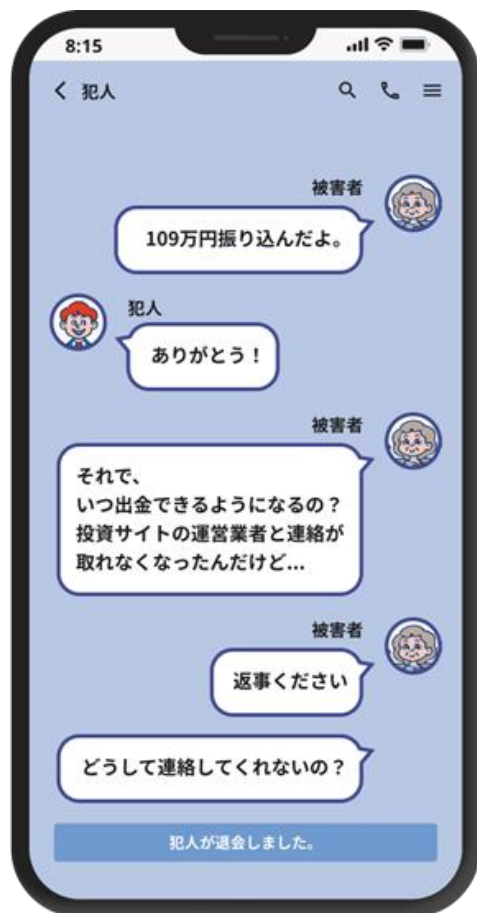 8:15
犯人
被害者
109万円振り込んだよ。
犯人
ありがとう！
被害者
それで、
いつ出金できるようになるの？
投資サイトの運営業者と連絡が
取れなくなったんだけど...
被害者
返事ください
どうして連絡してくれないの？
犯人が退会しました。